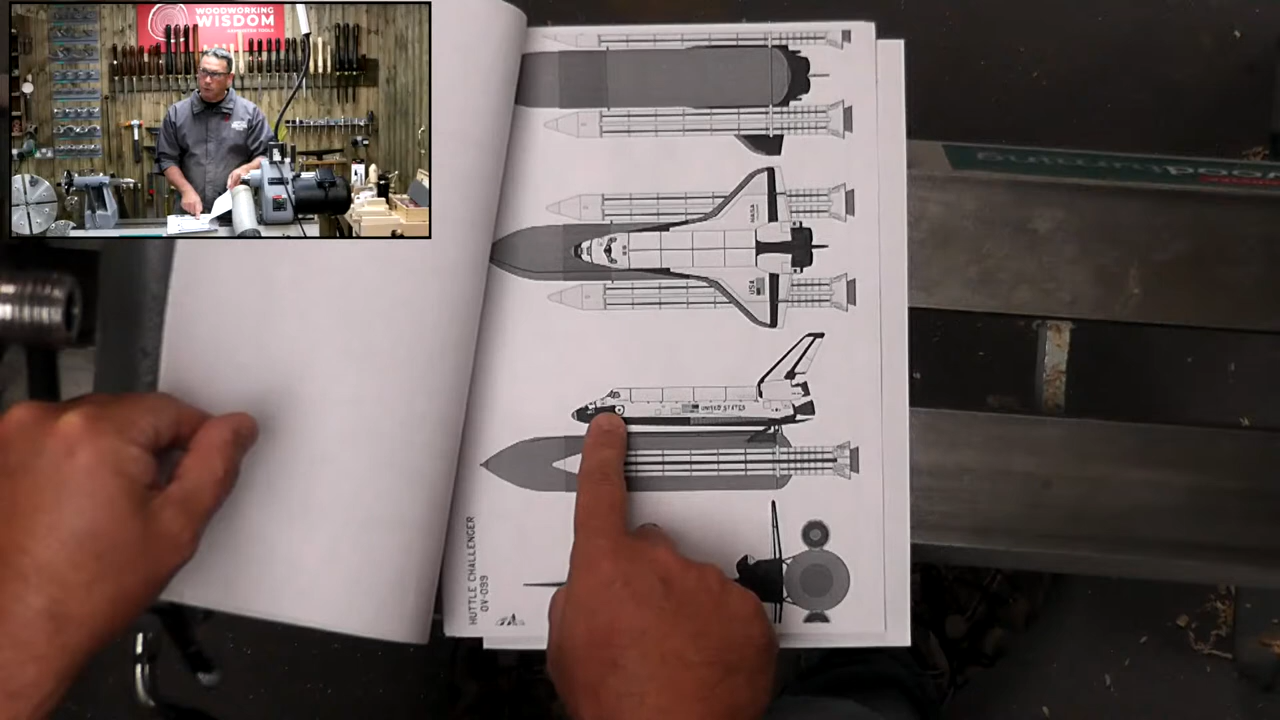 WOODWORKING
WISDOM
NASA
USA
UNITED STATES
HUTTLE CHALLENGER
OV-099